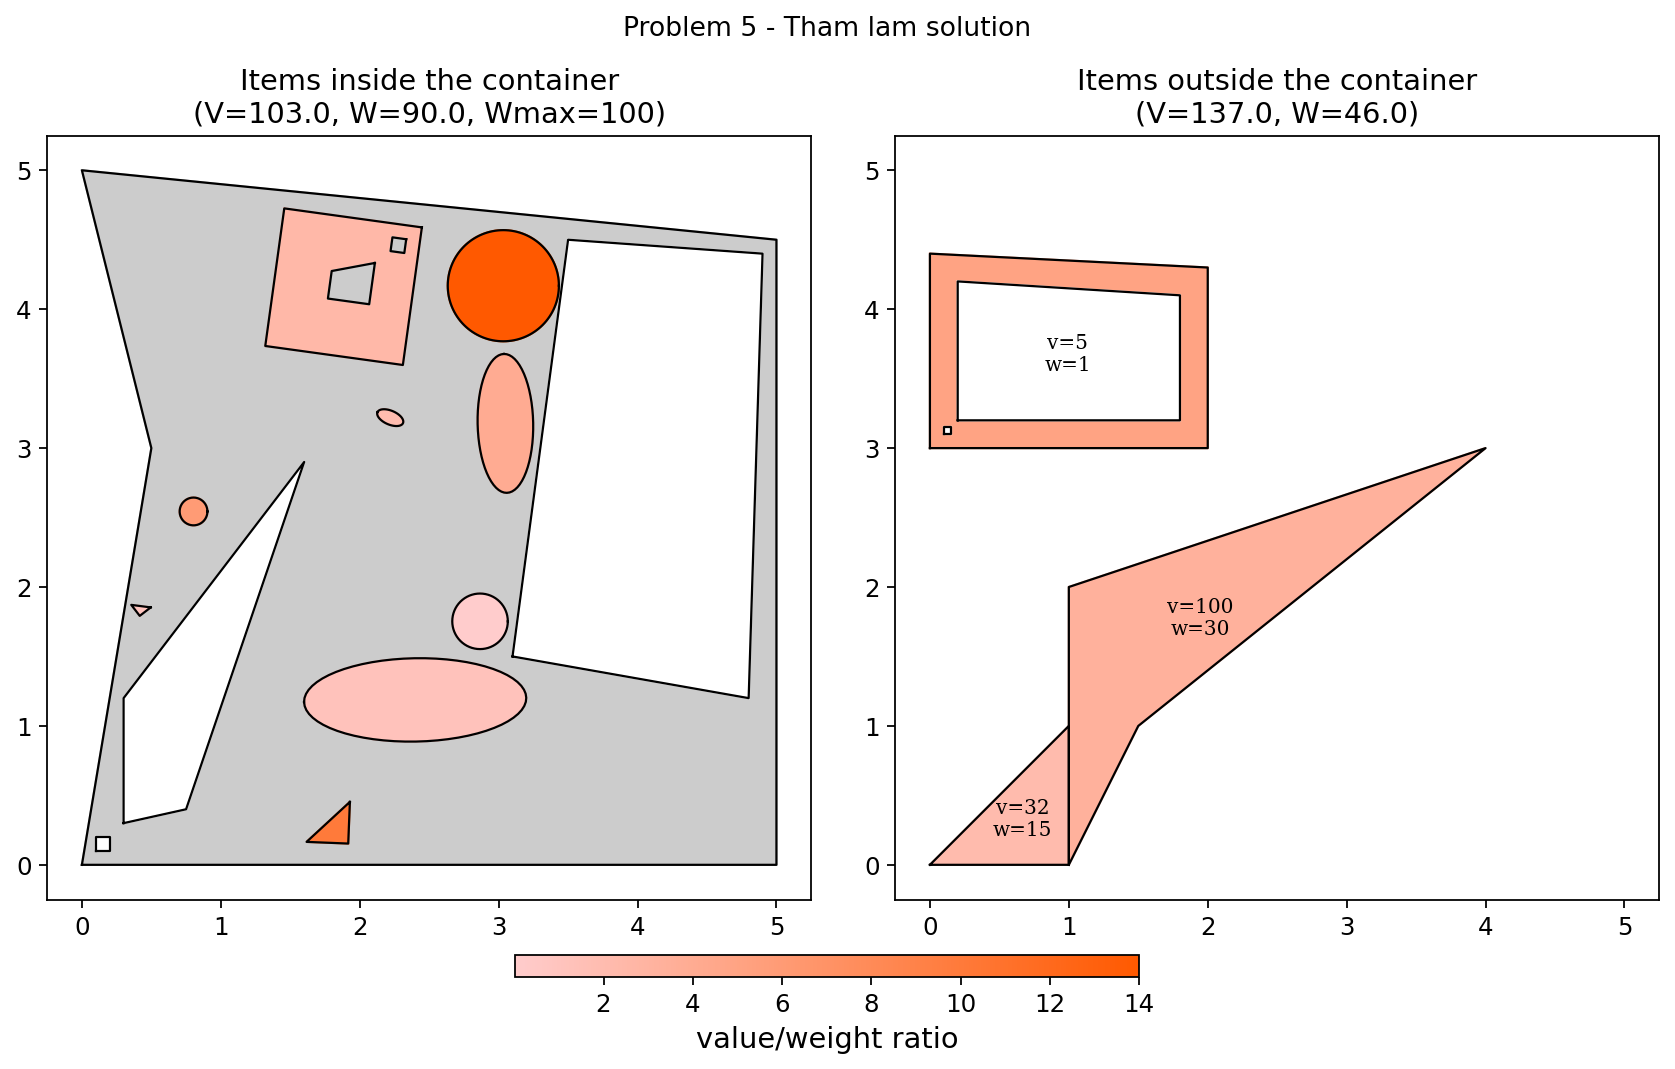 Problem 5 - Tham lam solution
Items inside the container
(V=103.0, W=90.0, Wmax=100)
Items outside the container
(V=137.0, W=46.0)
5
4
3
2
1
0
0 1 2 3 4 5
5
4
3
2
1
0
v=5
w=1
v=100
w=30
v=32
w=15
0 1 2 3 4 5
2 4 6 8 10 12 14
value/weight ratio